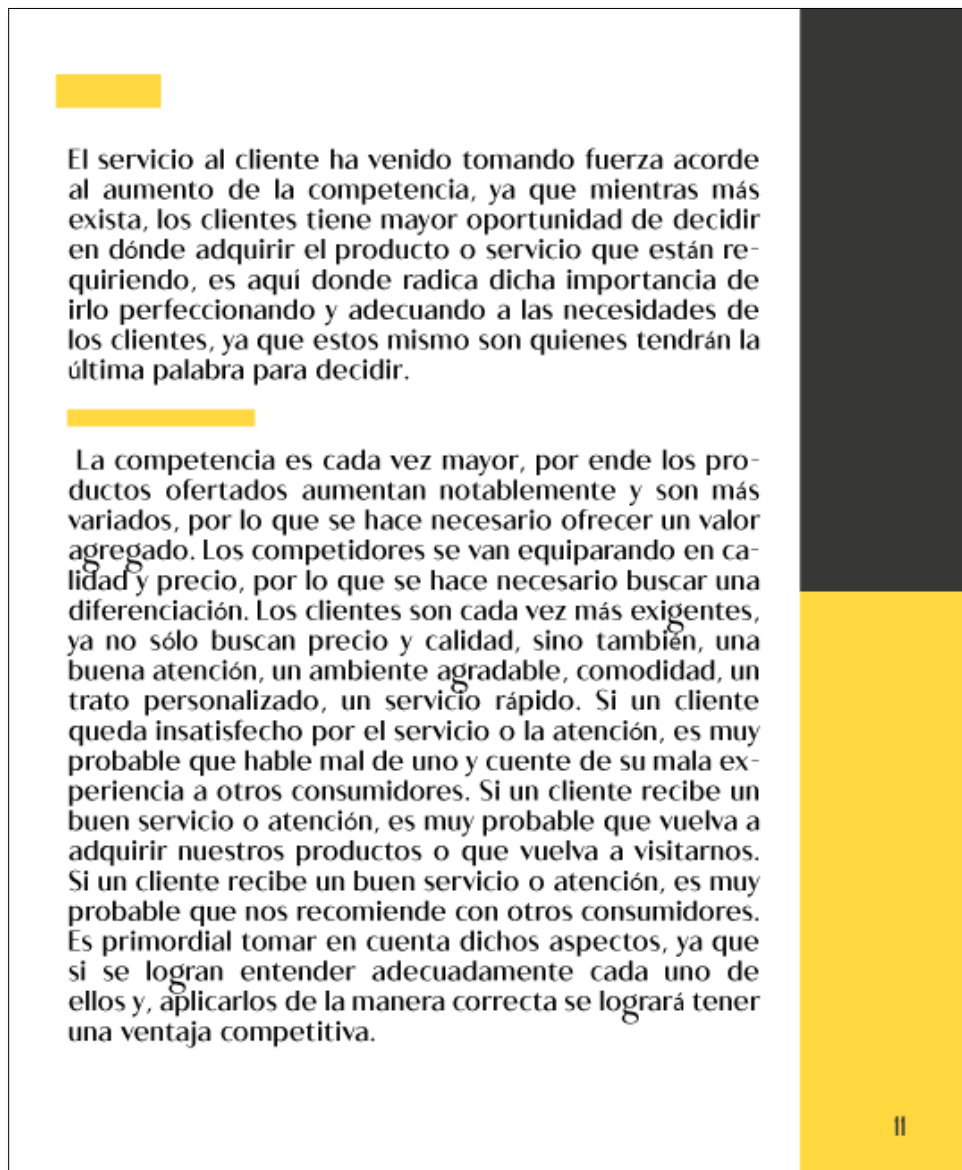 El servicio al cliente ha venido tomando fuerza acorde
al aumento de la competencia, ya que mientras más
exista, los clientes tiene mayor oportunidad de decidir
en dónde adquirir el producto o servicio que están re-
quiriendo, es aquí donde radica dicha importancia de
irlo perfeccionando y adecuando a las necesidades de
los clientes, ya que estos mismo son quienes tendrán la
última palabra para decidir.
La competencia es cada vez mayor, por ende los pro-
ductos ofertados aumentan notablemente y son más
variados, por lo que se hace necesario ofrecer un valor
agregado. Los competidores se van equiparando en ca-
lidad y precio, por lo que se hace necesario buscar una
diferenciación. Los clientes son cada vez más exigentes,
ya no sólo buscan precio y calidad, sino también, una
buena atención, un ambiente agradable, comodidad, un
trato personalizado, un servicio rápido. Si un cliente
queda insatisfecho por el servicio o la atención, es muy
probable que hable mal de uno y cuente de su mala ex-
periencia a otros consumidores. Si un cliente recibe un
buen servicio o atención, es muy probable que vuelva a
adquirir nuestros productos o que vuelva a visitarnos.
Si un cliente recibe un buen servicio o atención, es muy
probable que nos recomiende con otros consumidores.
Es primordial tomar en cuenta dichos aspectos, ya que
si se logran entender adecuadamente cada uno de
ellos y, aplicarlos de la manera correcta se logrará tener
una ventaja competitiva.
11